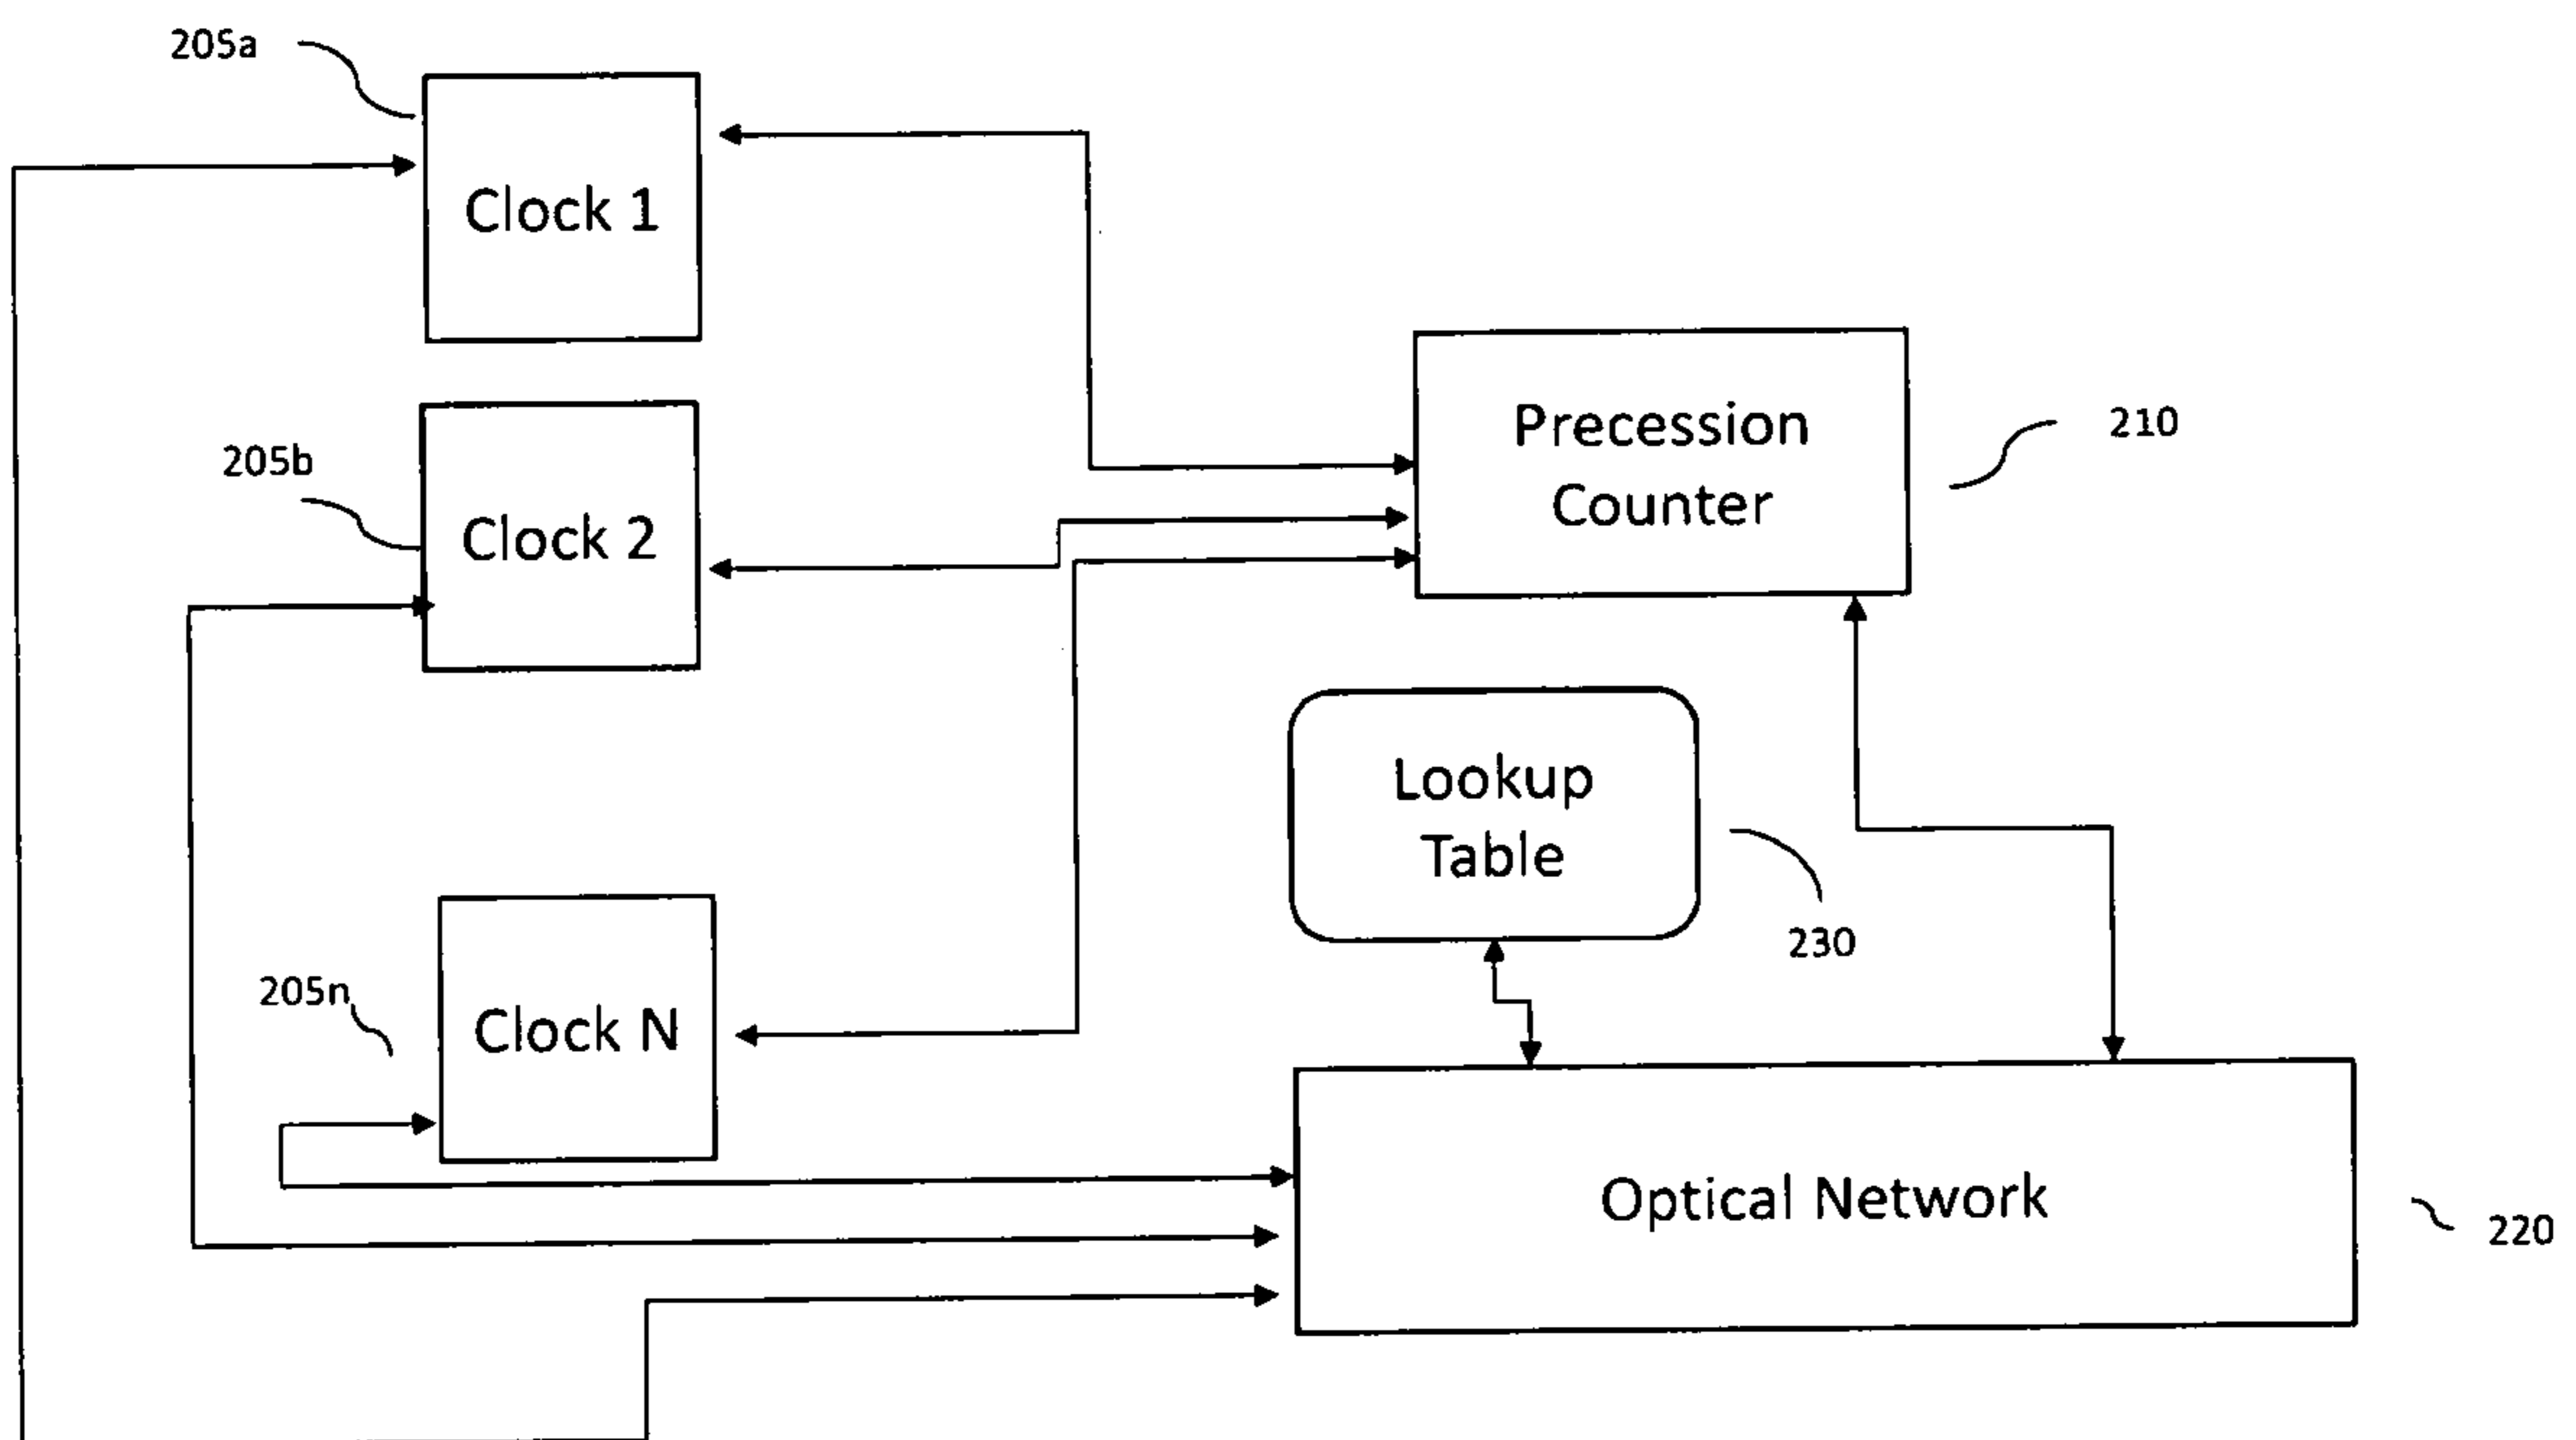 205a
Clock 1
205b
Clock 2
Precession
Counter
210
Lookup
Table
230
205n
Clock N
Optical Network
220